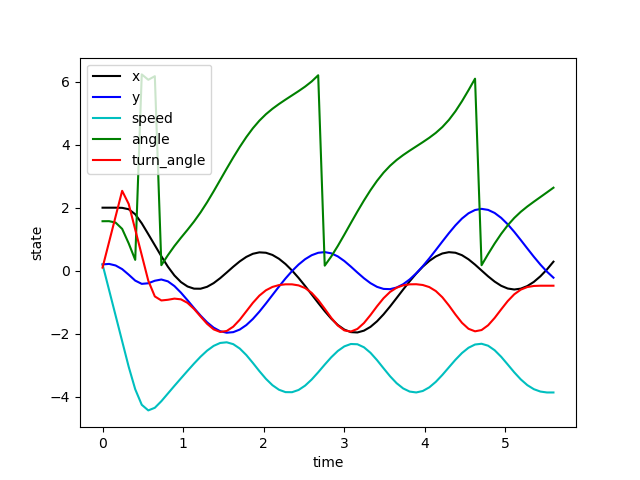 6
4
2
0
−2
−4
state
x
y
speed
angle
turn_angle
0 1 2 3 4 5
time